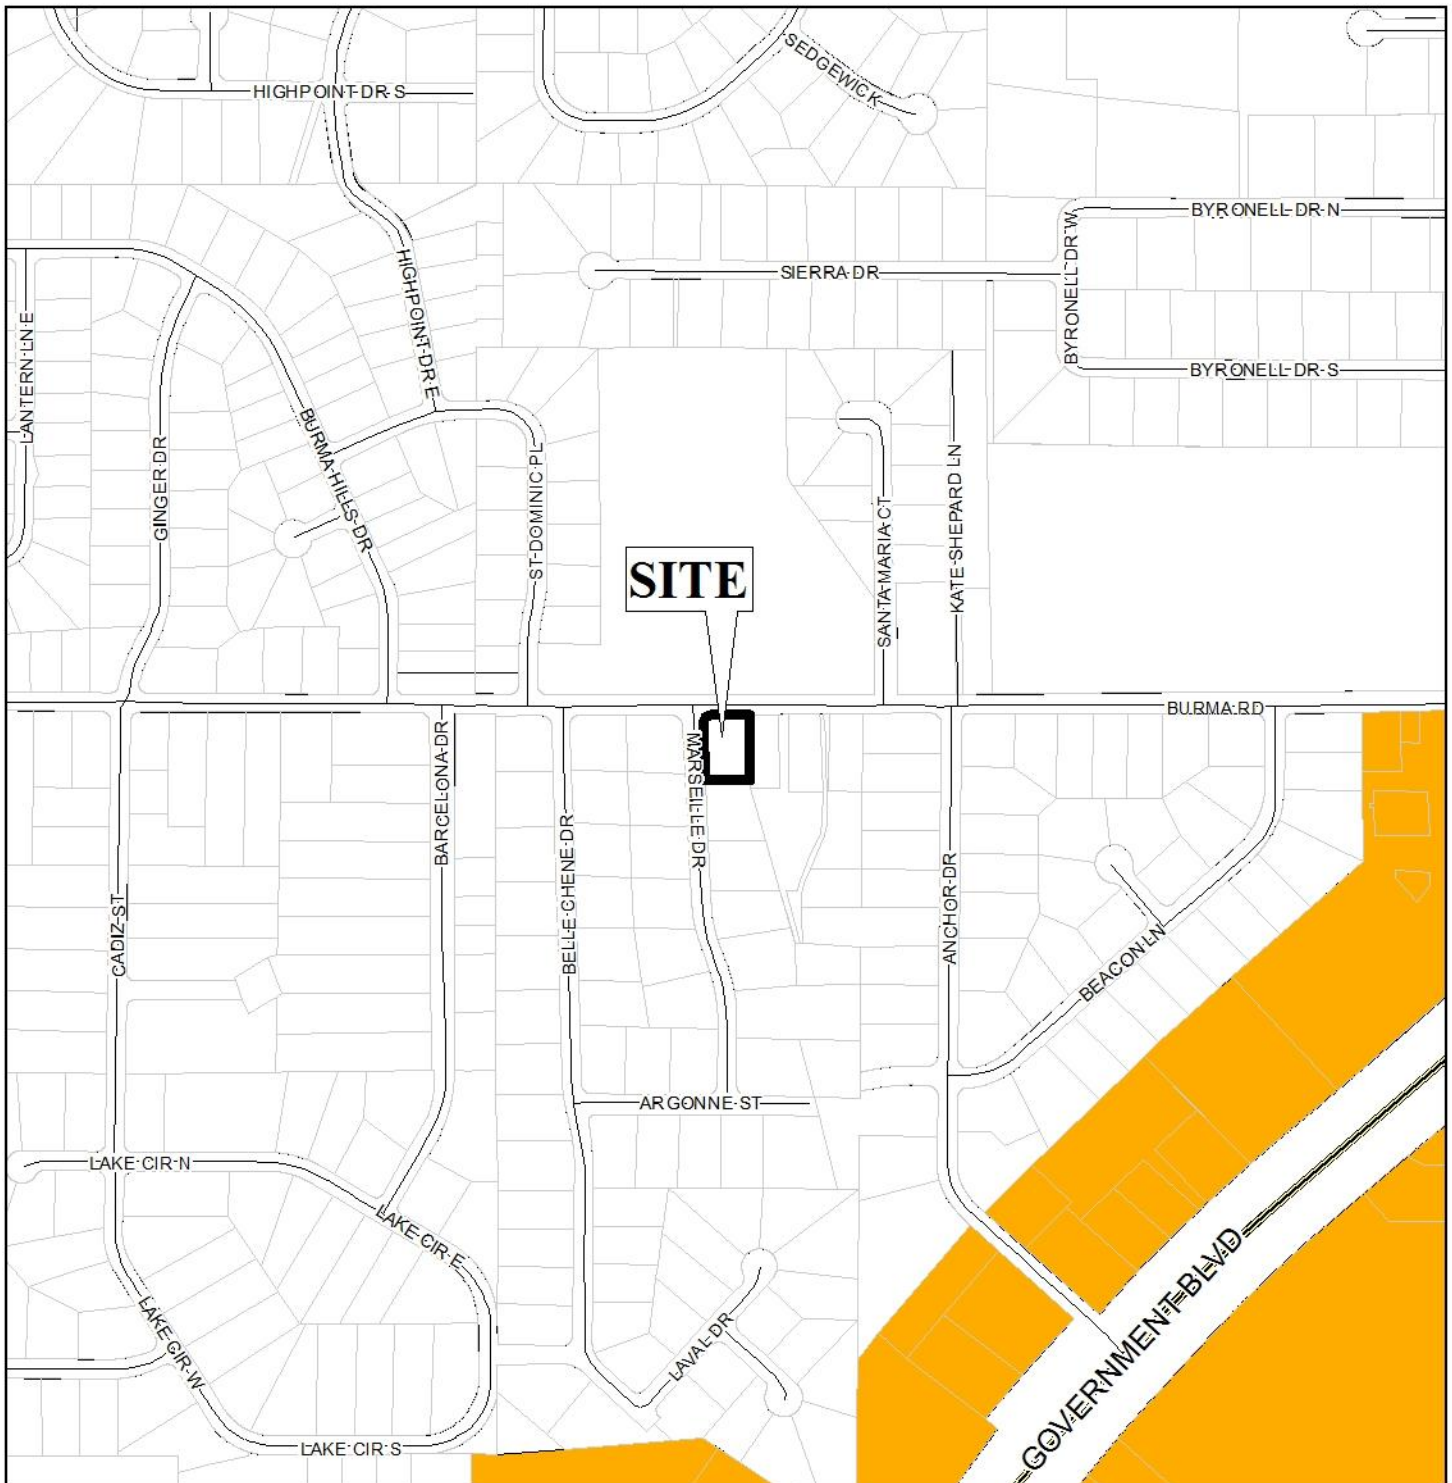 SEDGEWICK
HIGHPOINT DR S
BYRONELL DR N
BYRONELL DR W
SIERRA DR
HIGHPOINT DR E
LANTERN LN E
BYRONELL DR S
BURMA HILLS DR
GINGER DR
ST DOMINIC PL
SANTA MARIA CT
KATE SHEPARD LN
SITE
BURMA RD
BARCELONA DR
MARSEILLE DR
BELLE CHENE DR
CADIZ ST
ANCHOR DR
BEACON LN
ARGONNE ST
LAKE CIR N
LAKE CIR E
LAKE CIR W
LAVAL DR
GOVERNMENT BLVD
LAKE CIR S